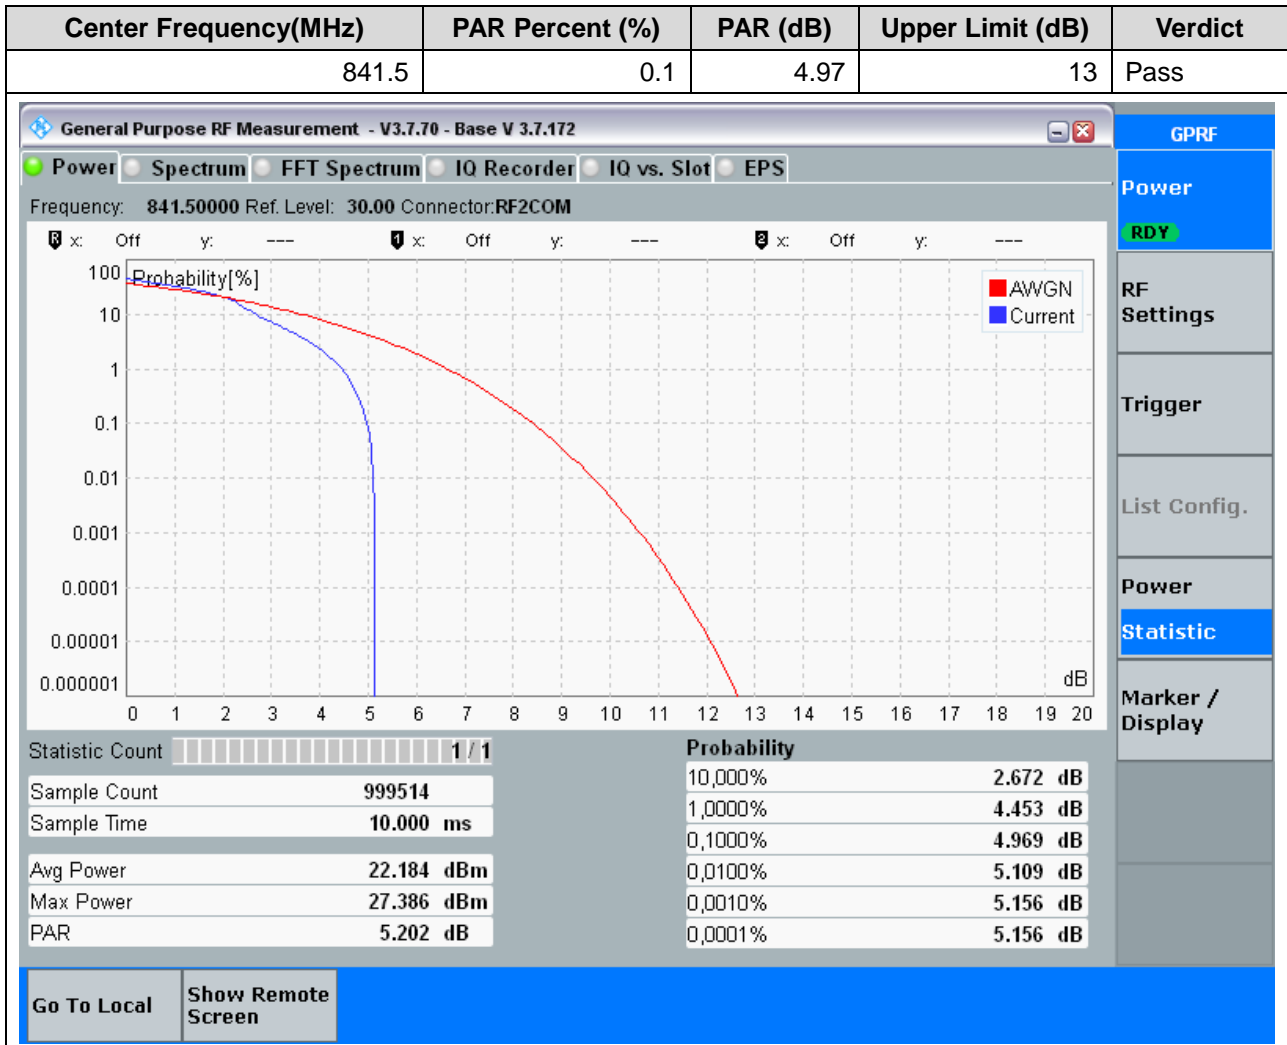 Center Frequency(MHz) PAR Percent (%) PAR (dB) Upper Limit (dB) Verdict
841.5 0.1 4.97 13 Pass
General Purpose RF Measurement - V3.7.70 - Base V 3.7.172
GPRF
Power Spectrum FFT Spectrum IQ Recorder IQ vs. Slot EPS
Power
RDY
Frequency: 841.50000 Ref. Level: 30.00 Connector:RF2COM
R x: Off y: --- 1 x: Off y: --- 2 x: Off y: ---
Probability[%]
AWGN
Current
100
10
1
0.1
0.01
0.001
0.0001
0.00001
0.000001
dB
0 1 2 3 4 5 6 7 8 9 10 11 12 13 14 15 16 17 18 19 20
RF
Settings
Trigger
List Config.
Power
Statistic
Marker /
Display
Statistic Count 1 / 1
Sample Count 999514
Sample Time 10.000 ms
Avg Power 22.184 dBm
Max Power 27.386 dBm
PAR 5.202 dB
Probability
10,000% 2.672 dB
1,0000% 4.453 dB
0,1000% 4.969 dB
0,0100% 5.109 dB
0,0010% 5.156 dB
0,0001% 5.156 dB
Go To Local
Show Remote
Screen